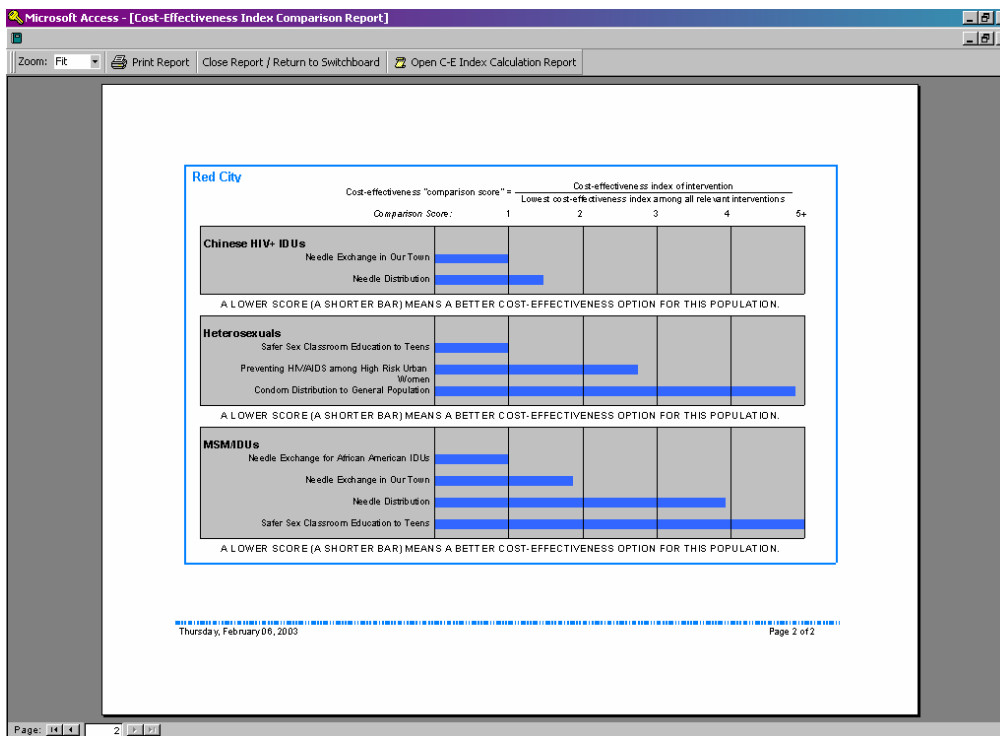 Microsoft Access - [Cost-Effectiveness Index Comparison Report]
Zoom: Fit Print Report Close Report / Return to Switchboard Open C-E Index Calculation Report
Red City
Cost-effectiveness "comparison score" = Cost-effectiveness index of intervention
Lowest cost-effectiveness index among all relevant interventions
Comparison Score: 1 2 3 4 5+
Chinese HIV+ IDUs
Needle Exchange in Our Town
Needle Distribution
A LOWER SCORE (A SHORTER BAR) MEANS A BETTER COST-EFFECTIVENESS OPTION FOR THIS POPULATION.
Heterosexuals
Safer Sex Classroom Education to Teens
Preventing HIV/AIDS among High Risk Urban
Women
Condom Distribution to General Population
A LOWER SCORE (A SHORTER BAR) MEANS A BETTER COST-EFFECTIVENESS OPTION FOR THIS POPULATION.
MSM/IDUs
Needle Exchange for African American IDUs
Needle Exchange in Our Town
Needle Distribution
Safer Sex Classroom Education to Teens
A LOWER SCORE (A SHORTER BAR) MEANS A BETTER COST-EFFECTIVENESS OPTION FOR THIS POPULATION.
Thursday, February 06, 2003 Page 2 of 2
Page: 2